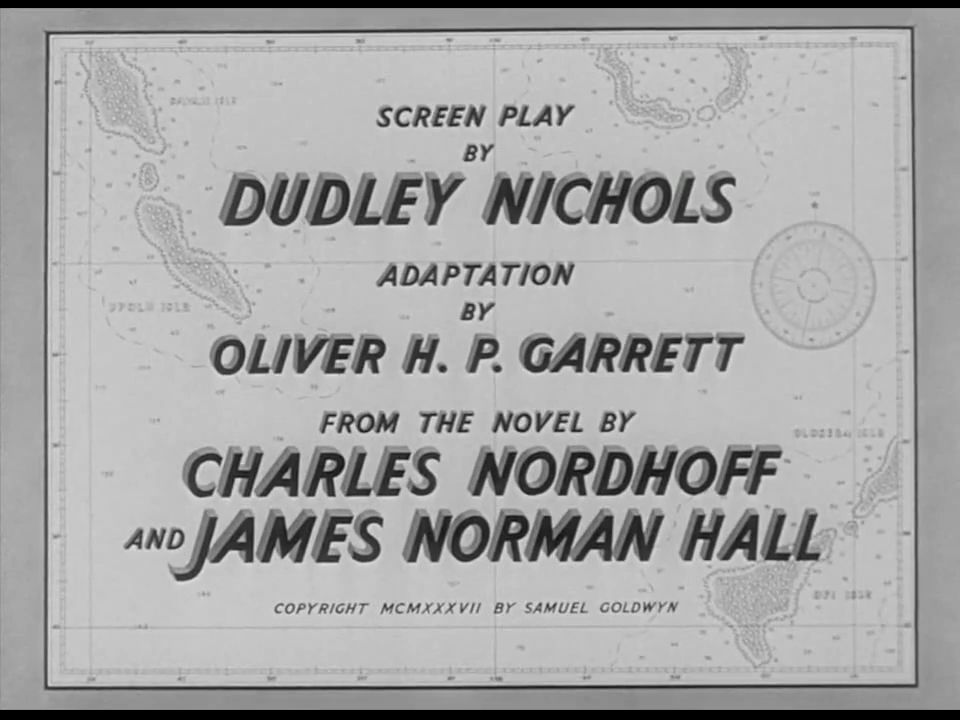 SCREEN PLAY
BY
DUDLEY NICHOLS
ADAPTATION
BY
OLIVER H. P. GARRETT
FROM THE NOVEL BY
CHARLES NORDHOFF
AND JAMES NORMAN HALL
COPYRIGHT MCMXXXVII BY SAMUEL GOLDWYN